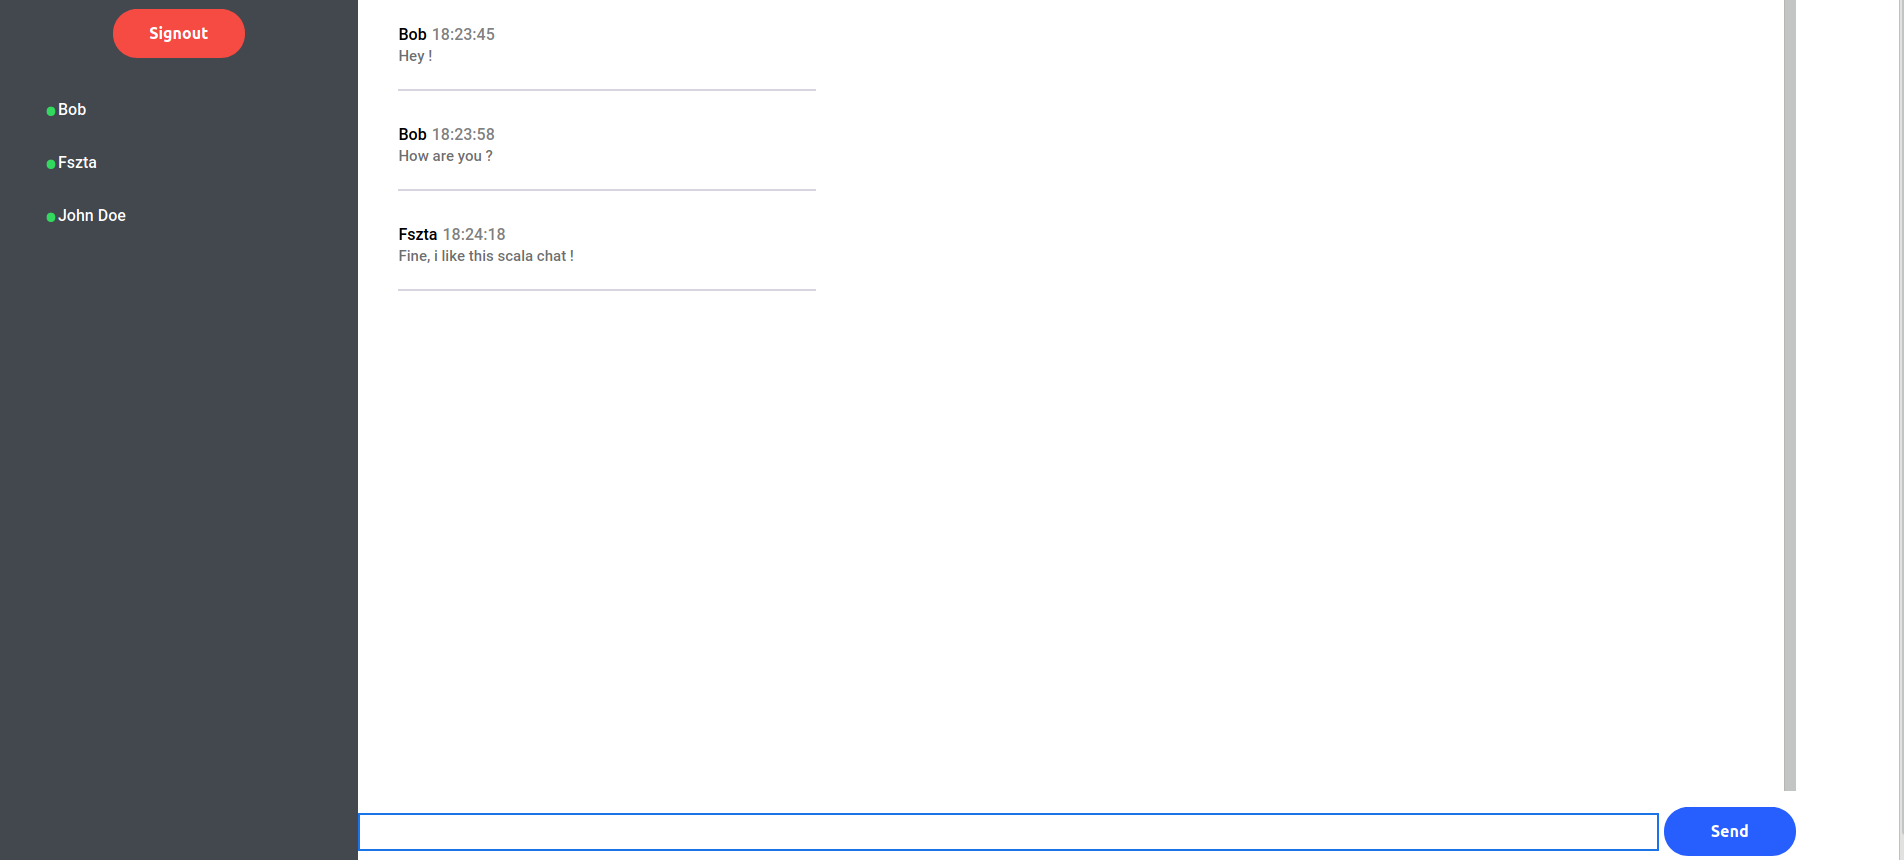 Signout
Bob
Fszta
John Doe
Bob 18:23:45
Hey !
Bob 18:23:58
How are you ?
Fszta 18:24:18
Fine, i like this scala chat !
Send